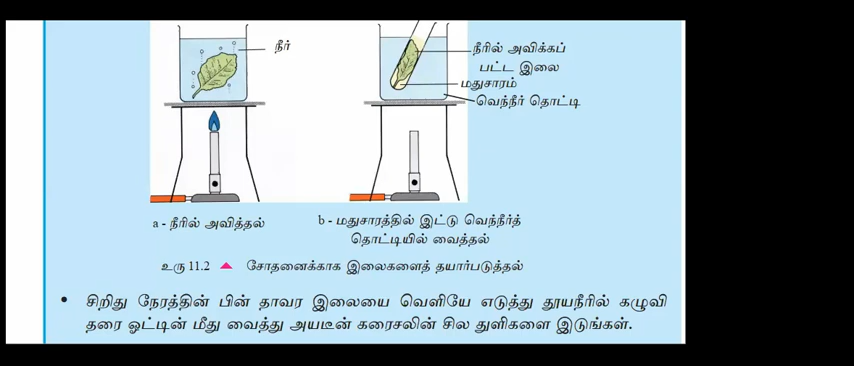 நீர்
நீரில் அவிக்கப்
பட்ட இலை
மதுசாரம்
வெந்நீர் தொட்டி
a - நீரில் அவித்தல்
b - மதுசாரத்தில் இட்டு வெந்நீர்த்
தொட்டியில் வைத்தல்
உரு 11.2 ▲ சோதனைக்காக இலைகளைத் தயார்படுத்தல்
• சிறிது நேரத்தின் பின் தாவர இலையை வெளியே எடுத்து தூயநீரில் கழுவி
தரை ஓட்டின் மீது வைத்து அயடீன் கரைசலின் சில துளிகளை இடுங்கள்.